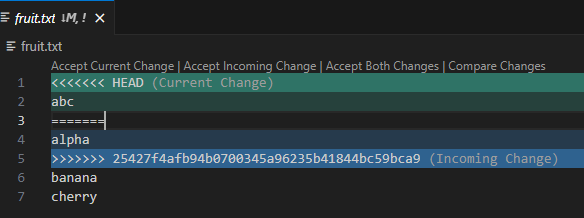 fruit.txt ↓M, !
fruit.txt
Accept Current Change | Accept Incoming Change | Accept Both Changes | Compare Changes
1 <<<<<<< HEAD (Current Change)
2 abc
3 =======
4 alpha
5 >>>>>>> 25427f4afb94b0700345a96235b41844bc59bca9 (Incoming Change)
6 banana
7 cherry